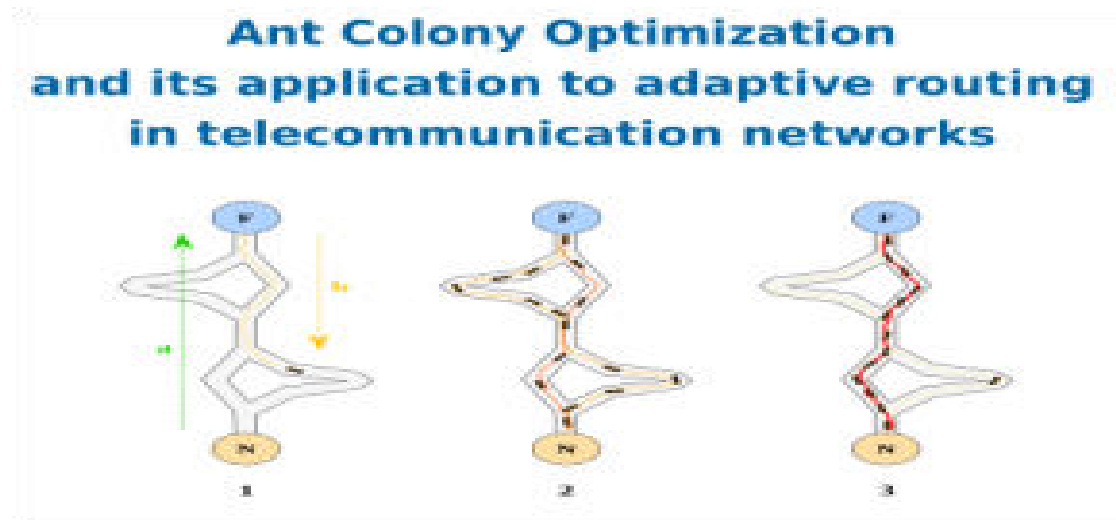 Ant Colony Optimization
and its application to adaptive routing
in telecommunication networks
F F F
N N N
1 2 3